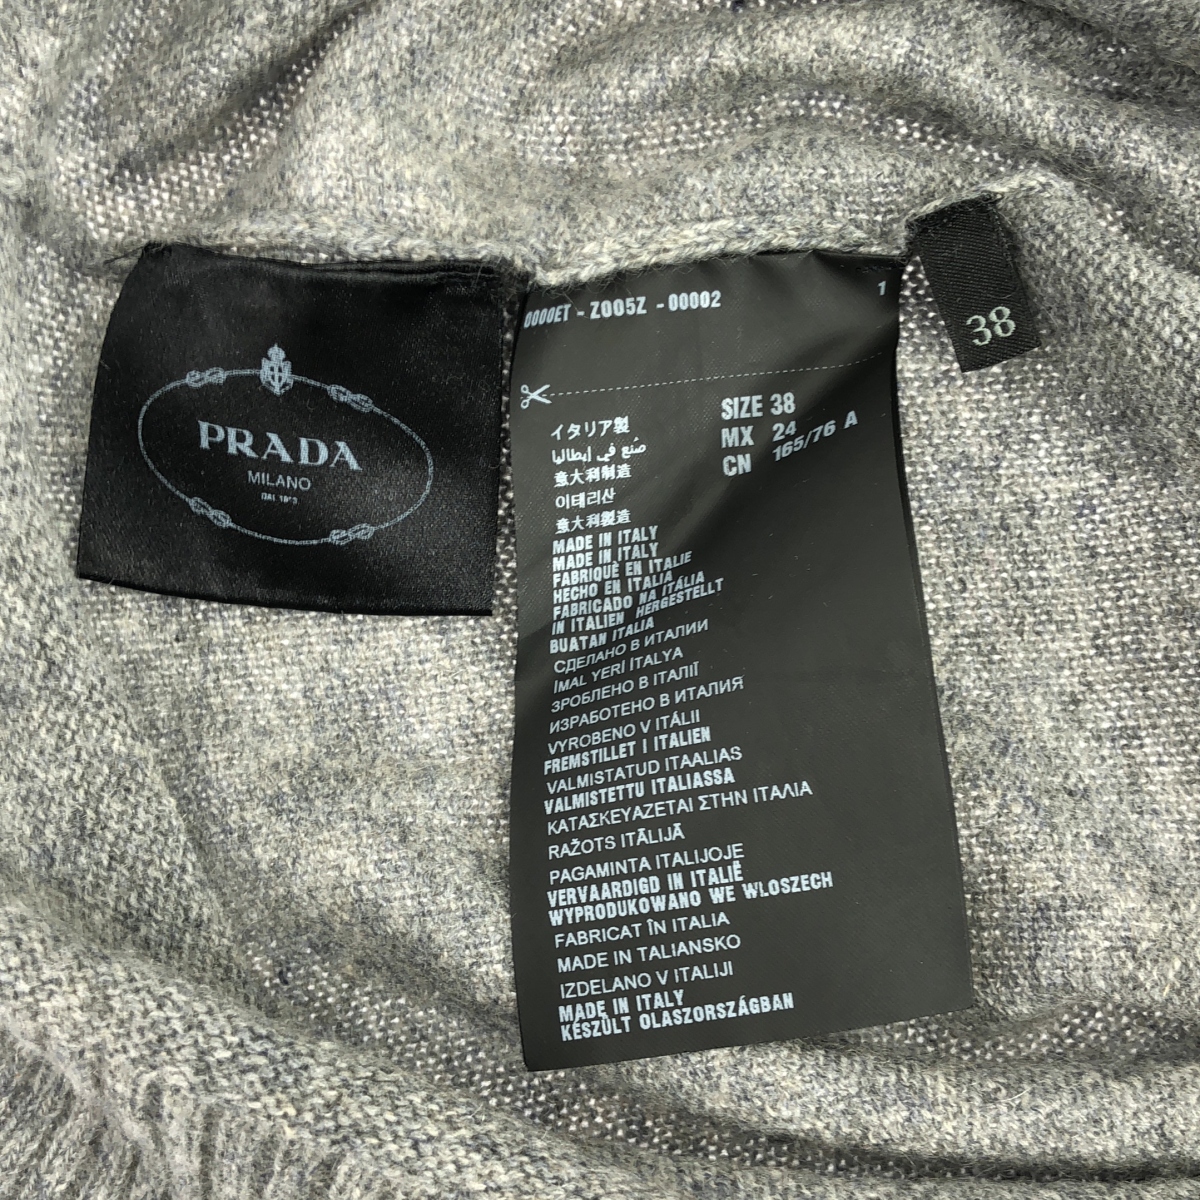 PRADA
MILANO
DAL 1913
0000ET - Z005Z - 00002
1
38
SIZE 38
MX 24
CN 165/76 A
イタリア製
صنع في إيطاليا
意大利制造
이태리산
意大利製造
MADE IN ITALY
MADE IN ITALY
FABRIQUÈ EN ITALIE
HECHO EN ITALIA
FABRICADO NA ITÁLIA
IN ITALIEN HERGESTELLT
BUATAN ITALIA
СДЕЛАНО В ИТАЛИИ
İMAL YERİ İTALYA
ЗРОБЛЕНО В ІТАЛІЇ
ИЗРАБОТЕНО В ИТАЛИЯ
VYROBENO V ITÁLII
FREMSTILLET I ITALIEN
VALMISTATUD ITAALIAS
VALMISTETTU ITALIASSA
ΚΑΤΑΣΚΕΥΑΖΕΤΑΙ ΣΤΗΝ ΙΤΑΛΙΑ
RAŽOTS ITĀLIJĀ
PAGAMINTA ITALIJOJE
VERVAARDIGD IN ITALIË
WYPRODUKOWANO WE WLOSZECH
FABRICAT ÎN ITALIA
MADE IN TALIANSKO
IZDELANO V ITALIJI
MADE IN ITALY
KÉSZÜLT OLASZORSZÁGBAN